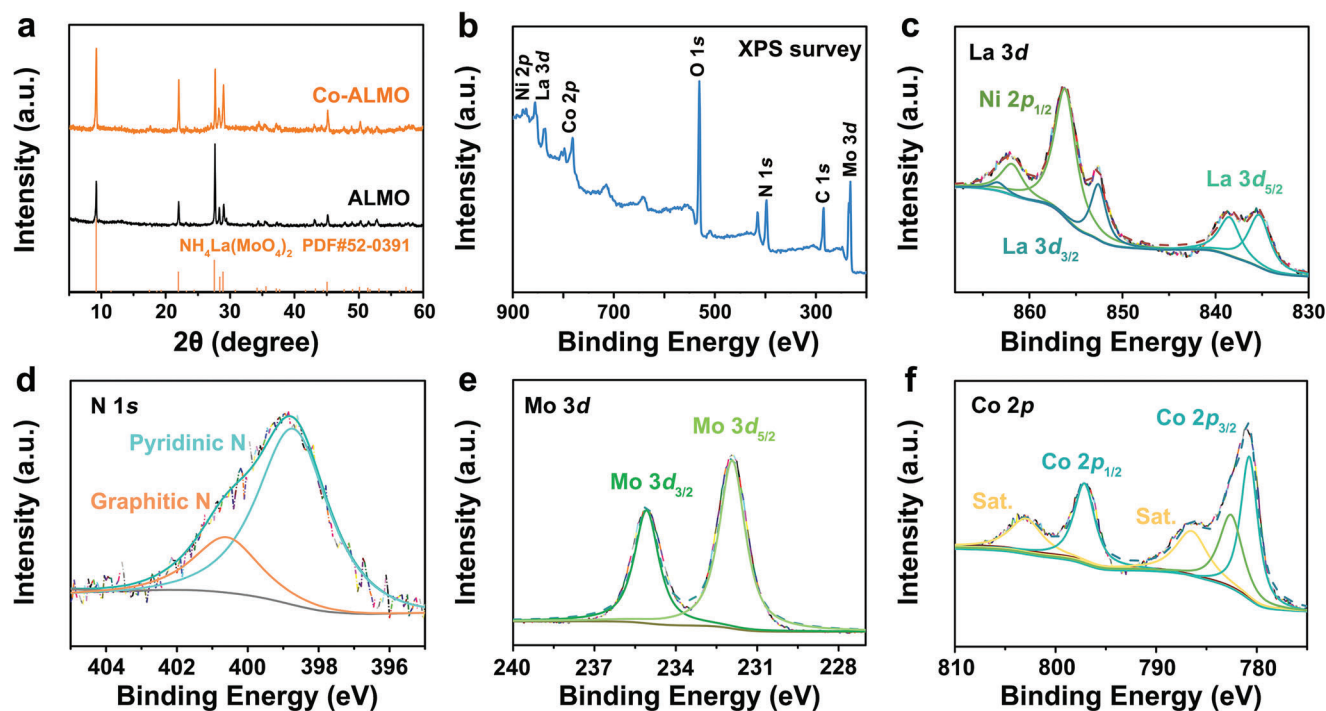 a
Intensity (a.u.)
Co-ALMO
ALMO
NH₄La(MoO₄)₂ PDF#52-0391
10 20 30 40 50 60
2θ (degree)
b
Intensity (a.u.)
XPS survey
Ni 2p
La 3d
Co 2p
O 1s
N 1s
C 1s
Mo 3d
900 700 500 300
Binding Energy (eV)
c
Intensity (a.u.)
La 3d
Ni 2p₁/₂
La 3d₅/₂
La 3d₃/₂
860 850 840 830
Binding Energy (eV)
d
Intensity (a.u.)
N 1s
Pyridinic N
Graphitic N
404 402 400 398 396
Binding Energy (eV)
e
Intensity (a.u.)
Mo 3d
Mo 3d₅/₂
Mo 3d₃/₂
240 237 234 231 228
Binding Energy (eV)
f
Intensity (a.u.)
Co 2p
Co 2p₃/₂
Co 2p₁/₂
Sat.
Sat.
810 800 790 780
Binding Energy (eV)